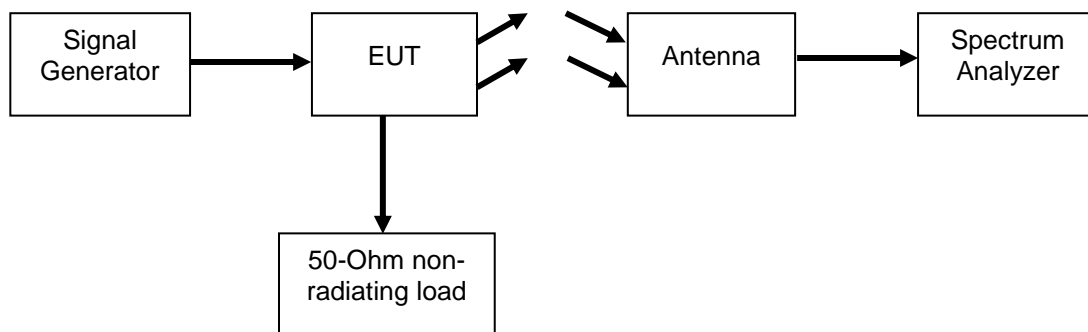 Signal
Generator
EUT
Antenna
Spectrum
Analyzer
50-Ohm non-
radiating load